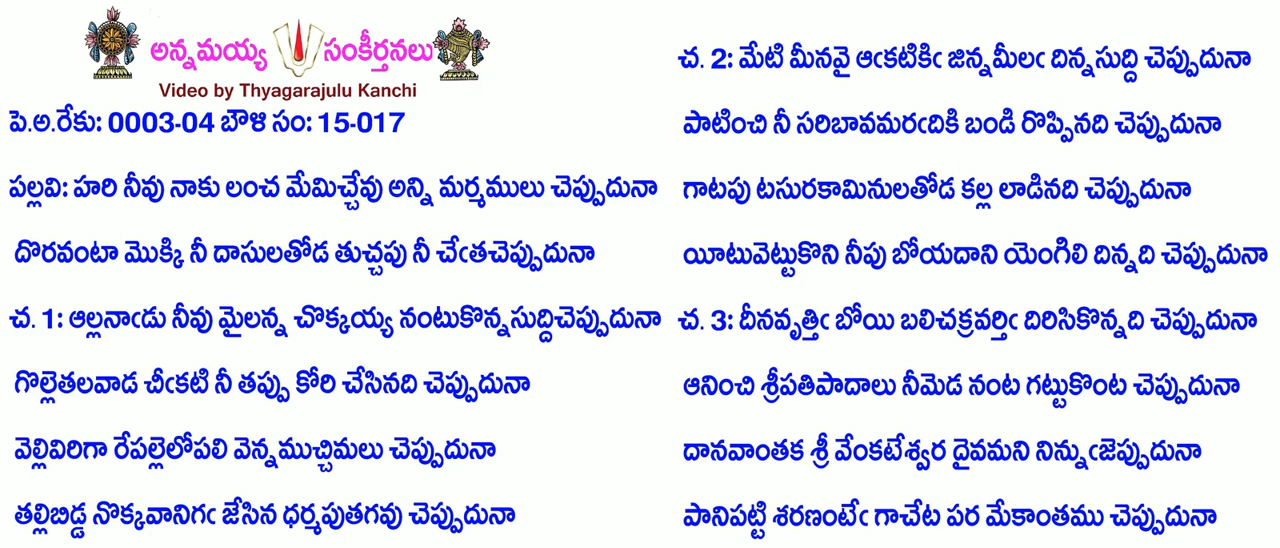 అన్నమయ్య సంకీర్తనలు
Video by Thyagarajulu Kanchi
పె.అ.రేకు: 0003-04 బౌళి సం: 15-017
పల్లవి: హరి నీవు నాకు లంచ మేమిచ్చేవు అన్ని మర్మములు చెప్పుదునా
దొరవంటా మొక్కి నీ దాసులతోడ తుచ్చపు నీ చేఁతచెప్పుదునా
చ. 1: ఆల్లనాఁడు నీవు మైలన్న చొక్కయ్య నంటుకొన్నసుద్దిచెప్పుదునా
గొల్లెతలవాడ చీఁకటి నీ తప్పు కోరి చేసినది చెప్పుదునా
వెల్లివిరిగా రేపల్లెలోపలి వెన్నముచ్చిమలు చెప్పుదునా
తల్లిబిడ్డ నొక్కవానిగఁ జేసిన ధర్మపుతగవు చెప్పుదునా
చ. 2: మేటి మీనవై ఆఁకటికిఁ జిన్నమీలఁ దిన్నసుద్ది చెప్పుదునా
పాటించి నీ సరిబావమరఁదికి బండి రొప్పినది చెప్పుదునా
గాటపు టసురకామినులతోడ కల్ల లాడినది చెప్పుదునా
యీటువెట్టుకొని నీపు బోయదాని యెంగిలి దిన్నది చెప్పుదునా
చ. 3: దీనవృత్తిఁ బోయి బలిచక్రవర్తిఁ దిరిసికొన్నది చెప్పుదునా
ఆనించి శ్రీపతిపాదాలు నీమెడ నంట గట్టుకొంట చెప్పుదునా
దానవాంతక శ్రీ వేంకటేశ్వర దైవమని నిన్నుఁజెప్పుదునా
పానిపట్టి శరణంటేఁ గాచేట పర మేకాంతము చెప్పుదునా